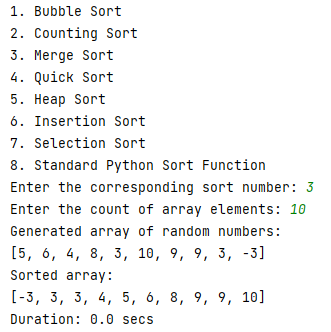 1. Bubble Sort
2. Counting Sort
3. Merge Sort
4. Quick Sort
5. Heap Sort
6. Insertion Sort
7. Selection Sort
8. Standard Python Sort Function
Enter the corresponding sort number: 3
Enter the count of array elements: 10
Generated array of random numbers:
[5, 6, 4, 8, 3, 10, 9, 9, 3, -3]
Sorted array:
[-3, 3, 3, 4, 5, 6, 8, 9, 9, 10]
Duration: 0.0 secs